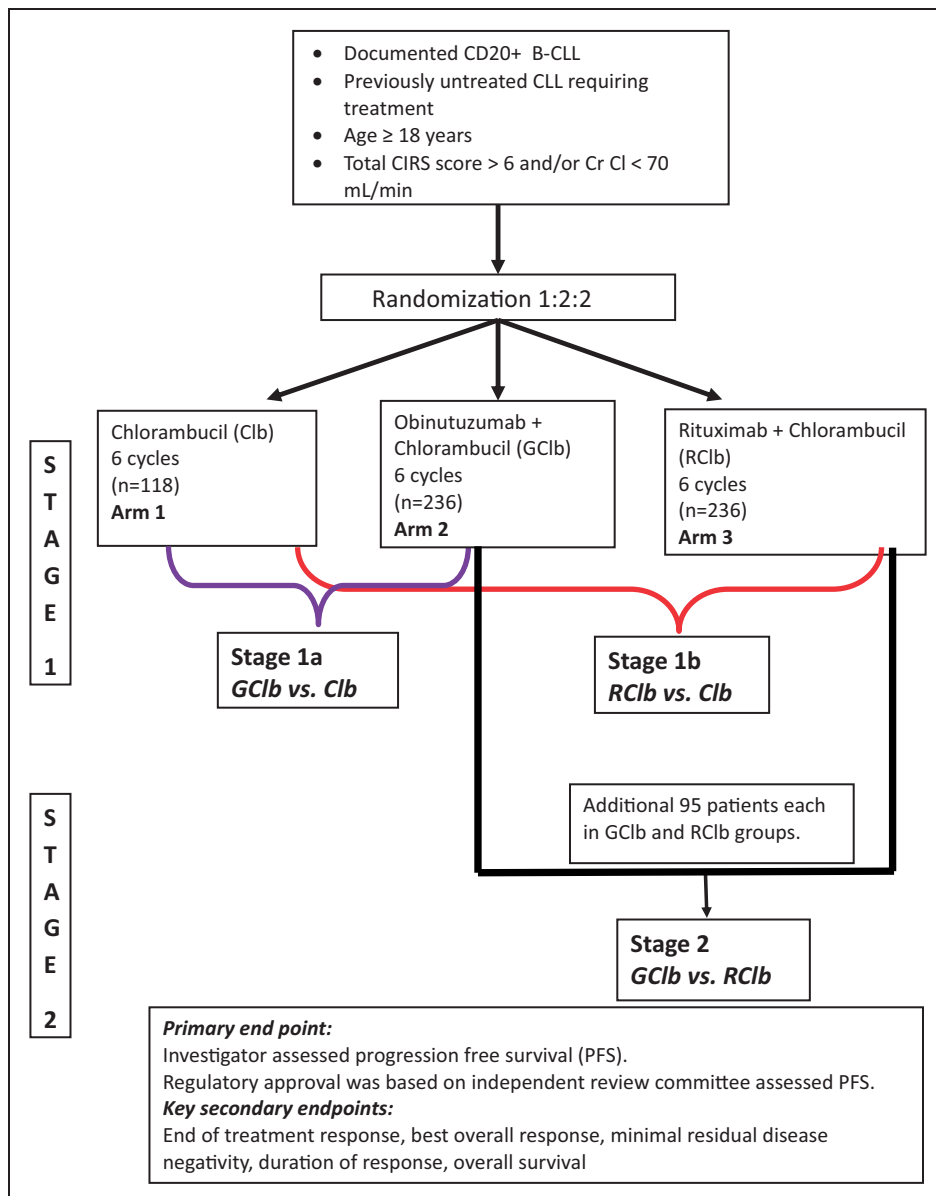 • Documented CD20+ B-CLL
• Previously untreated CLL requiring
treatment
• Age ≥ 18 years
• Total CIRS score > 6 and/or Cr Cl < 70
mL/min
Randomization 1:2:2
Chlorambucil (Clb)
6 cycles
(n=118)
Arm 1
Obinutuzumab +
Chlorambucil (GClb)
6 cycles
(n=236)
Arm 2
Rituximab + Chlorambucil
(RClb)
6 cycles
(n=236)
Arm 3
S
T
A
G
E
1
Stage 1a
GClb vs. Clb
Stage 1b
RClb vs. Clb
S
T
A
G
E
2
Additional 95 patients each
in GClb and RClb groups.
Stage 2
GClb vs. RClb
Primary end point:
Investigator assessed progression free survival (PFS).
Regulatory approval was based on independent review committee assessed PFS.
Key secondary endpoints:
End of treatment response, best overall response, minimal residual disease
negativity, duration of response, overall survival